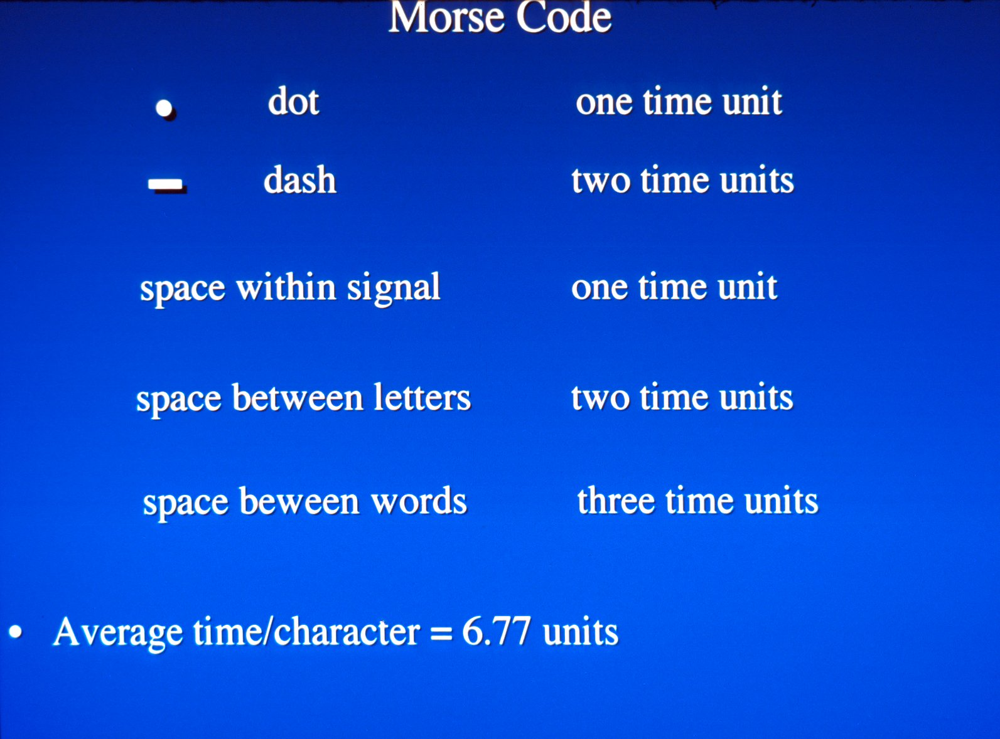 Morse Code
• dot one time unit
– dash two time units
space within signal one time unit
space between letters two time units
space beween words three time units
• Average time/character = 6.77 units